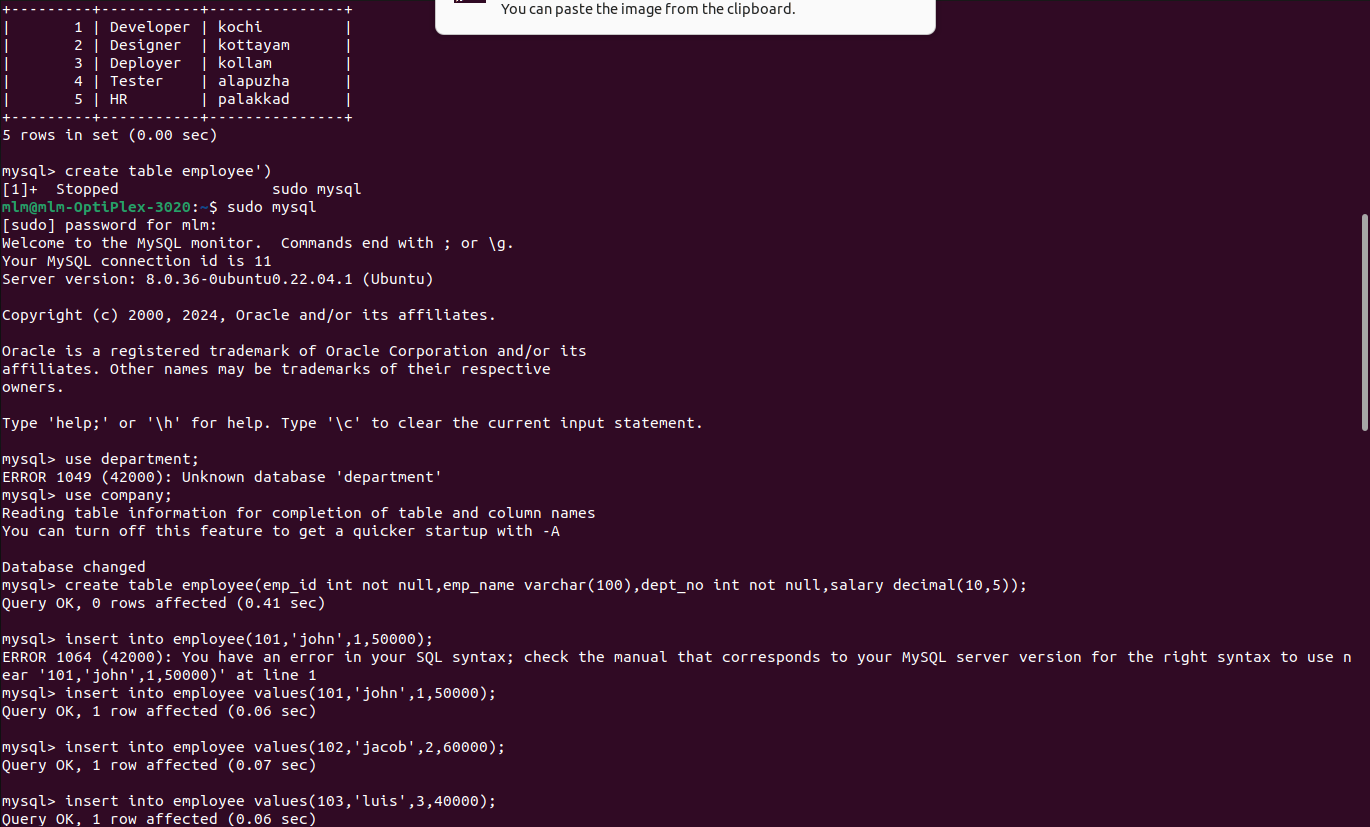 You can paste the image from the clipboard.
+---------+-----------+---------------+
|       1 | Developer | kochi         |
|       2 | Designer  | kottayam      |
|       3 | Deployer  | kollam        |
|       4 | Tester    | alapuzha      |
|       5 | HR        | palakkad      |
+---------+-----------+---------------+
5 rows in set (0.00 sec)
mysql> create table employee')
[1]+  Stopped                 sudo mysql
mlm@mlm-OptiPlex-3020:~$ sudo mysql
[sudo] password for mlm:
Welcome to the MySQL monitor.  Commands end with ; or \g.
Your MySQL connection id is 11
Server version: 8.0.36-0ubuntu0.22.04.1 (Ubuntu)
Copyright (c) 2000, 2024, Oracle and/or its affiliates.
Oracle is a registered trademark of Oracle Corporation and/or its
affiliates. Other names may be trademarks of their respective
owners.
Type 'help;' or '\h' for help. Type '\c' to clear the current input statement.
mysql> use department;
ERROR 1049 (42000): Unknown database 'department'
mysql> use company;
Reading table information for completion of table and column names
You can turn off this feature to get a quicker startup with -A
Database changed
mysql> create table employee(emp_id int not null,emp_name varchar(100),dept_no int not null,salary decimal(10,5));
Query OK, 0 rows affected (0.41 sec)
mysql> insert into employee(101,'john',1,50000);
ERROR 1064 (42000): You have an error in your SQL syntax; check the manual that corresponds to your MySQL server version for the right syntax to use n
ear '101,'john',1,50000)' at line 1
mysql> insert into employee values(101,'john',1,50000);
Query OK, 1 row affected (0.06 sec)
mysql> insert into employee values(102,'jacob',2,60000);
Query OK, 1 row affected (0.07 sec)
mysql> insert into employee values(103,'luis',3,40000);
Query OK, 1 row affected (0.06 sec)